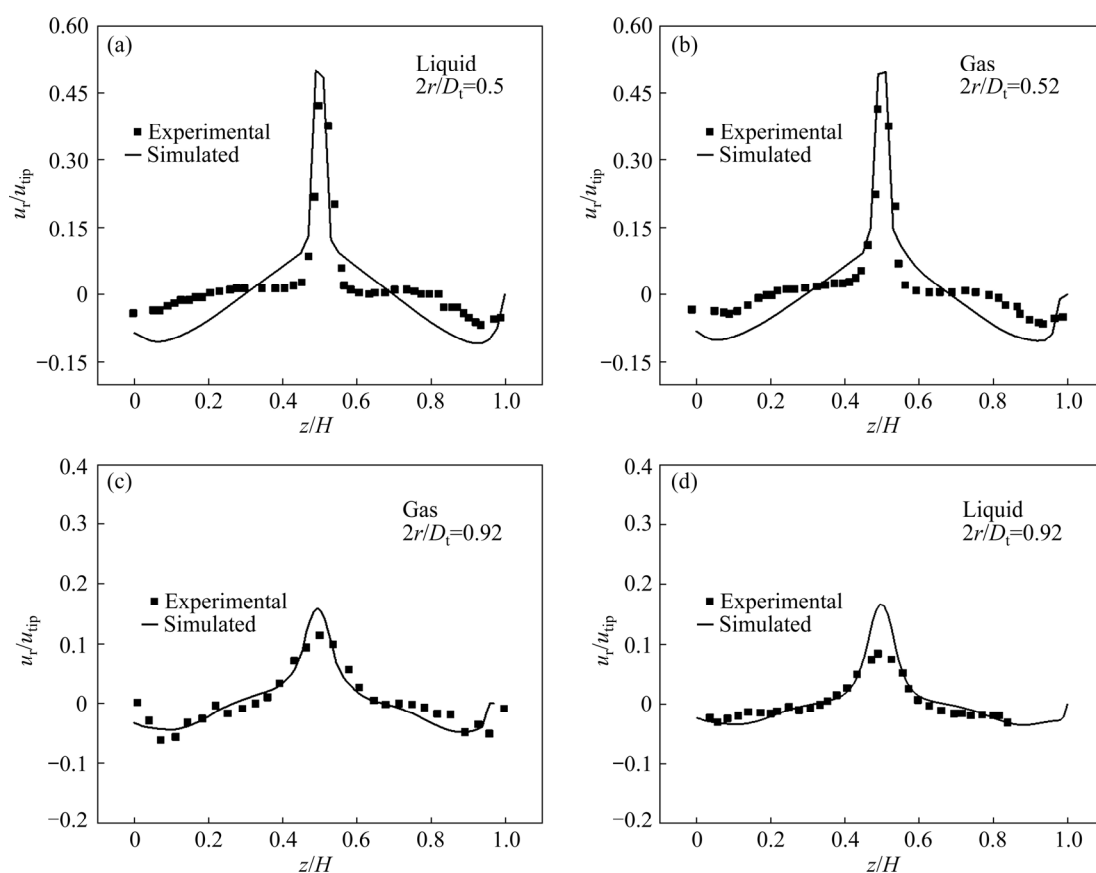 (a)
Liquid
2r/Dt=0.5
Experimental
Simulated
0.60
0.45
0.30
0.15
0
−0.15
ur/utip
0 0.2 0.4 0.6 0.8 1.0
z/H
(b)
Gas
2r/Dt=0.52
Experimental
Simulated
0.60
0.45
0.30
0.15
0
−0.15
ur/utip
0 0.2 0.4 0.6 0.8 1.0
z/H
(c)
Gas
2r/Dt=0.92
Experimental
Simulated
0.4
0.3
0.2
0.1
0
−0.1
−0.2
ur/utip
0 0.2 0.4 0.6 0.8 1.0
z/H
(d)
Liquid
2r/Dt=0.92
Experimental
Simulated
0.4
0.3
0.2
0.1
0
−0.1
−0.2
ur/utip
0 0.2 0.4 0.6 0.8 1.0
z/H